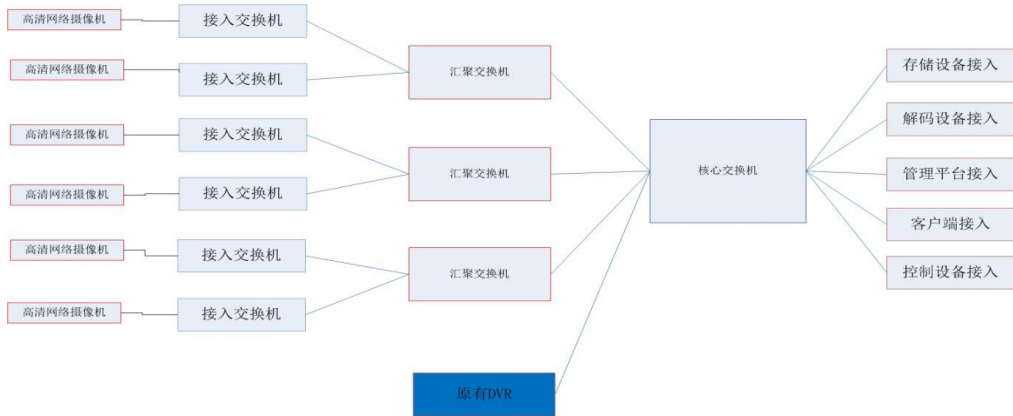 高清网络摄像机
接入交换机
高清网络摄像机
接入交换机
高清网络摄像机
接入交换机
高清网络摄像机
接入交换机
高清网络摄像机
接入交换机
高清网络摄像机
接入交换机
汇聚交换机
汇聚交换机
汇聚交换机
原有DVR
核心交换机
存储设备接入
解码设备接入
管理平台接入
客户端接入
控制设备接入